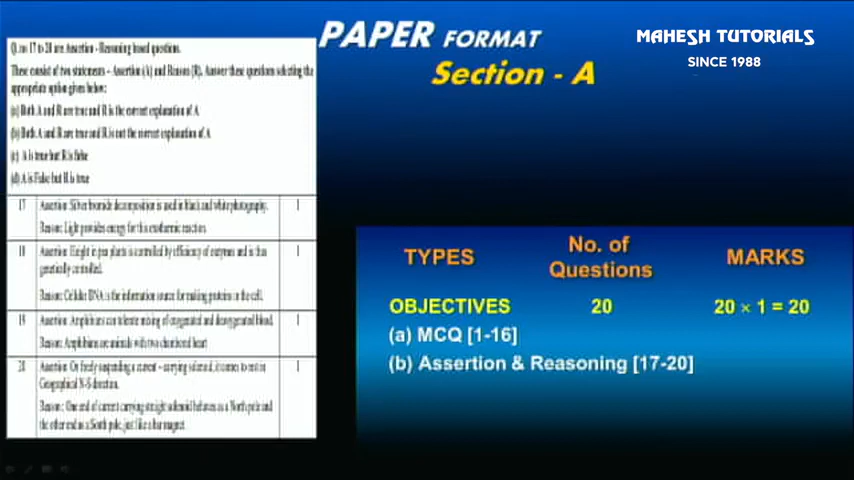 PAPER FORMAT
Section - A
MAHESH TUTORIALS
SINCE 1988
Q. no 17 to 20 are Assertion - Reasoning based questions.
These consist of two statements – Assertion (A) and Reason (R). Answer these questions selecting the
appropriate option given below:
(a) Both A and R are true and R is the correct explanation of A
(b) Both A and R are true and R is not the correct explanation of A
(c) A is true but R is false
(d) A is False but R is true
17 Assertion: Silver bromide decomposition is used in black and white photography. 1
Reason: Light provides energy for this exothermic reaction.
18 Assertion: Height in pea plants is controlled by efficiency of enzymes and is thus 1
genetically controlled.
Reason: Cellular DNA is the information source for making proteins in the cell.
19 Assertion: Amphibians can tolerate mixing of oxygenated and deoxygenated blood. 1
Reason: Amphibians are animals with two chambered heart
20 Assertion: On freely suspending a current – carrying solenoid, it comes to rest in 1
Geographical N-S direction.
Reason: One end of current carrying straight solenoid behaves as a North pole and
the other end as a South pole, just like a bar magnet.
TYPES No. of Questions MARKS
OBJECTIVES 20 20 × 1 = 20
(a) MCQ [1-16]
(b) Assertion & Reasoning [17-20]